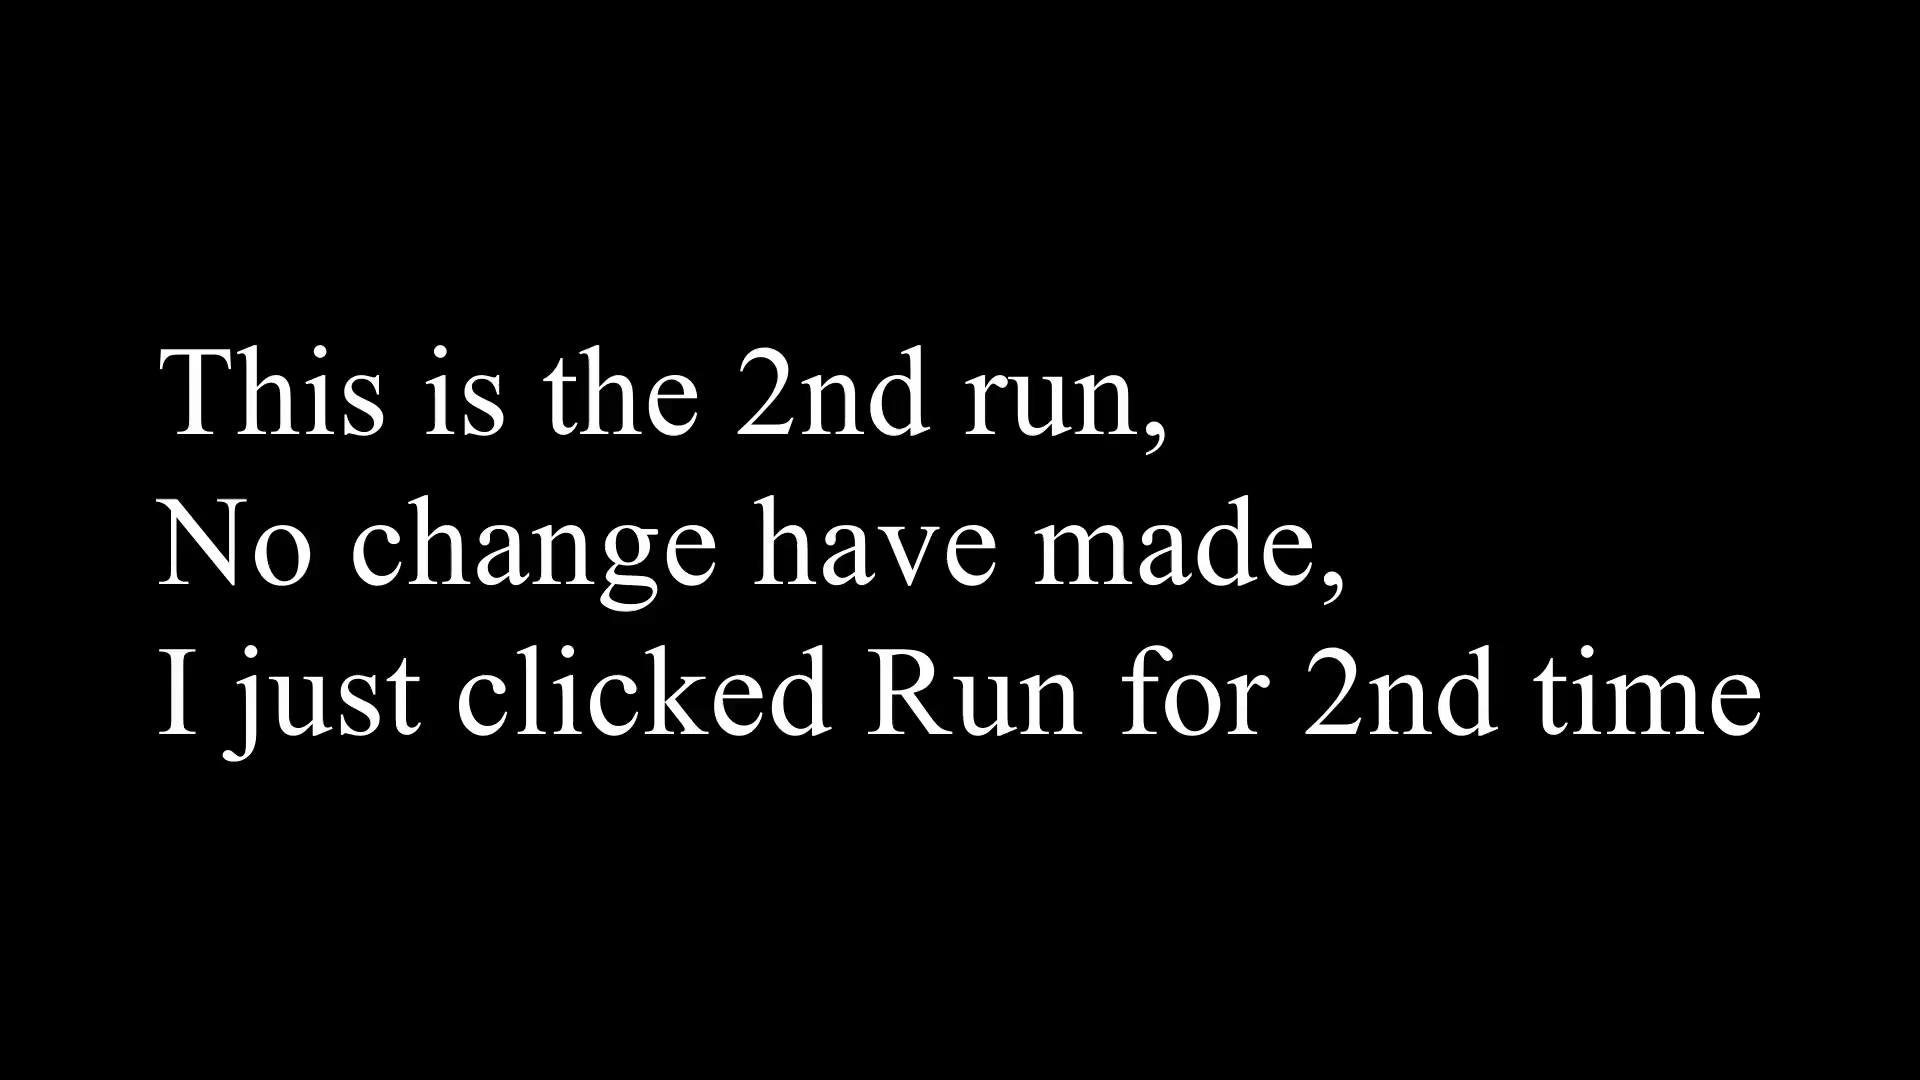 This is the 2nd run,
No change have made,
I just clicked Run for 2nd time